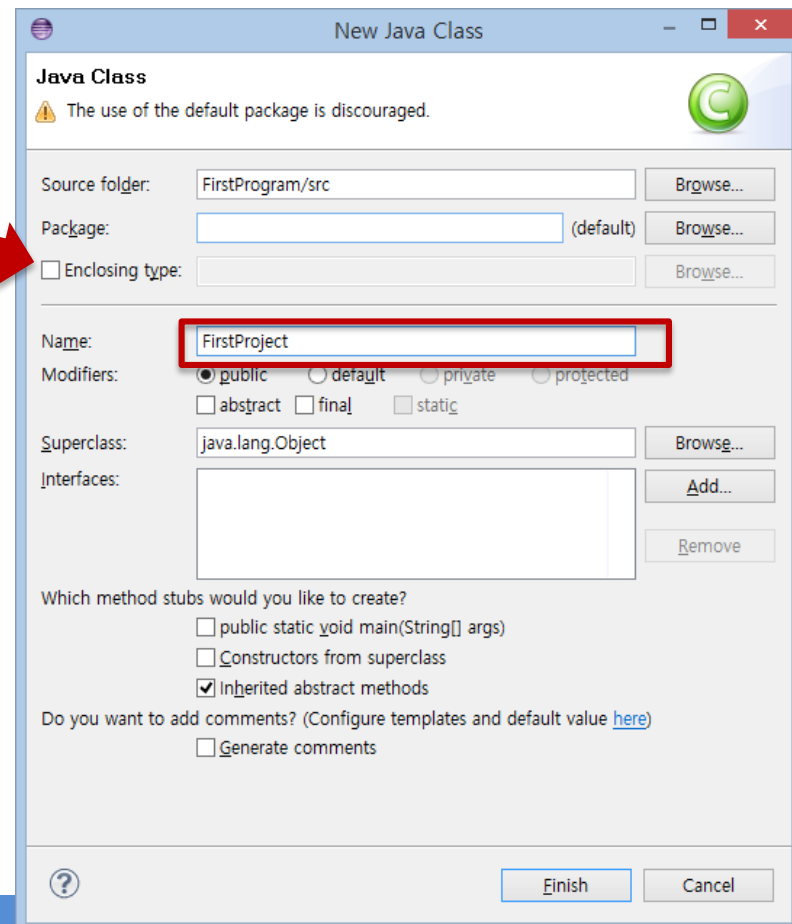 New Java Class
Java Class
The use of the default package is discouraged.
Source folder: FirstProgram/src Browse...
Package: (default) Browse...
Enclosing type: Browse...
Name: FirstProject
Modifiers: public default private protected
abstract final static
Superclass: java.lang.Object Browse...
Interfaces: Add...
Remove
Which method stubs would you like to create?
public static void main(String[] args)
Constructors from superclass
Inherited abstract methods
Do you want to add comments? (Configure templates and default value here)
Generate comments
Finish Cancel